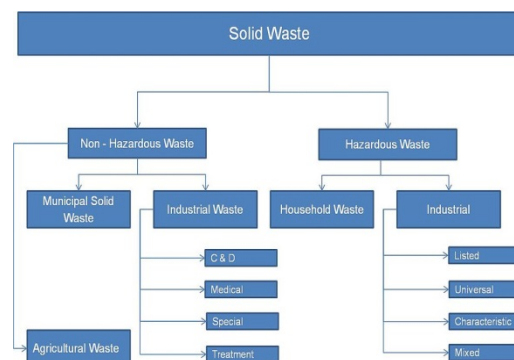 Solid Waste
Non - Hazardous Waste
Hazardous Waste
Municipal Solid
Waste
Industrial Waste
Household Waste
Industrial
C & D
Listed
Medical
Universal
Special
Characteristic
Agricultural Waste
Treatment
Mixed